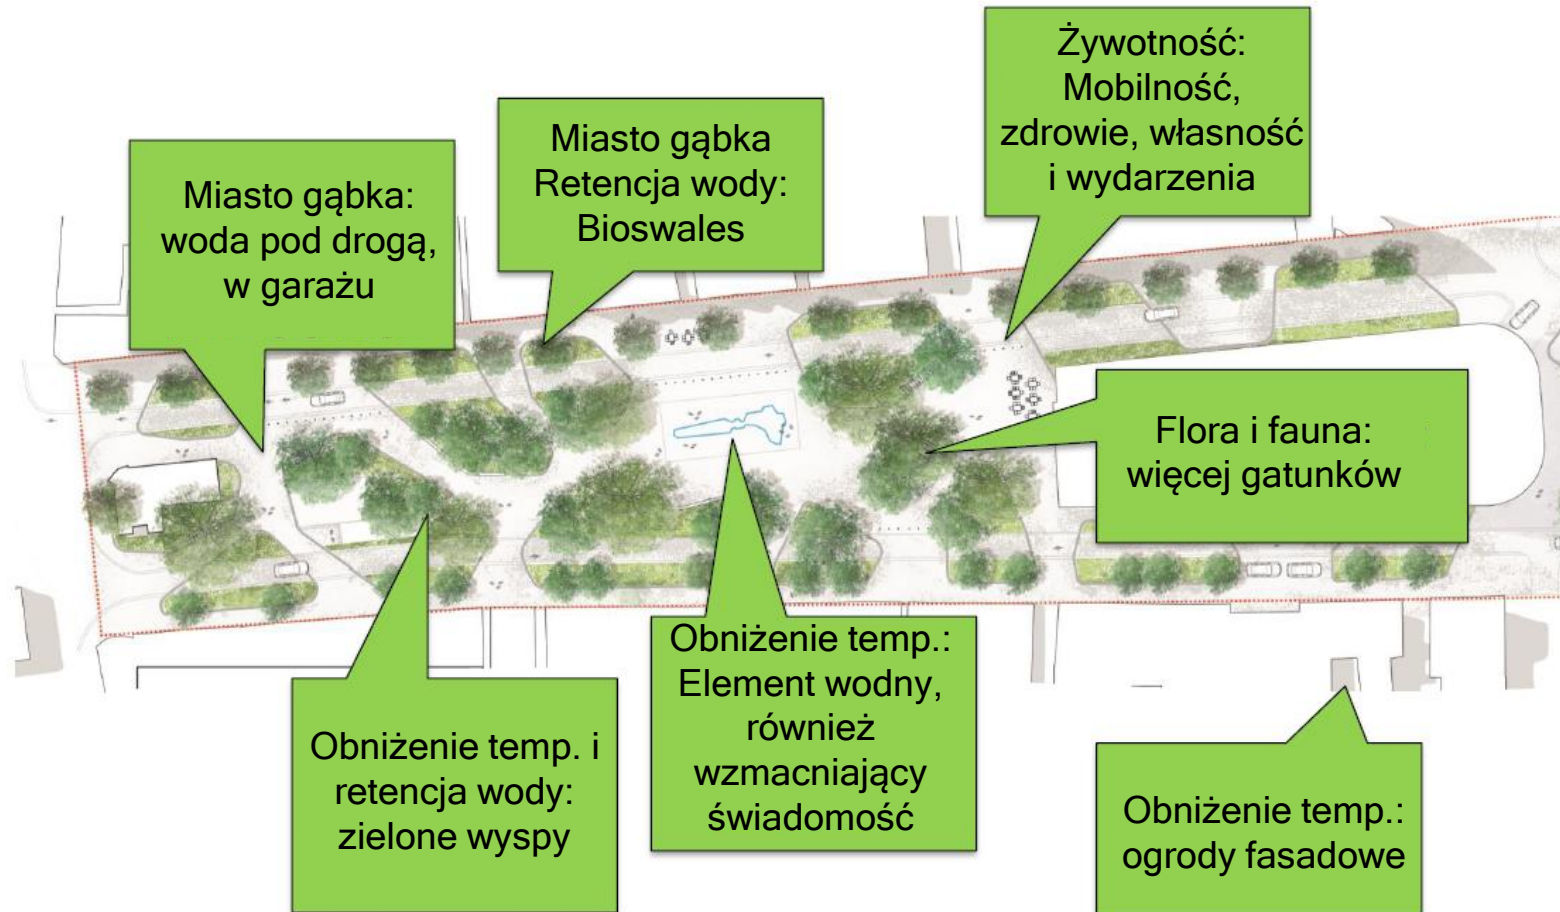 Miasto gąbka:
woda pod drogą,
w garażu
Miasto gąbka
Retencja wody:
Bioswales
Żywotność:
Mobilność,
zdrowie, własność
i wydarzenia
Flora i fauna:
więcej gatunków
Obniżenie temp. i
retencja wody:
zielone wyspy
Obniżenie temp.:
Element wodny,
również
wzmacniający
świadomość
Obniżenie temp.:
ogrody fasadowe